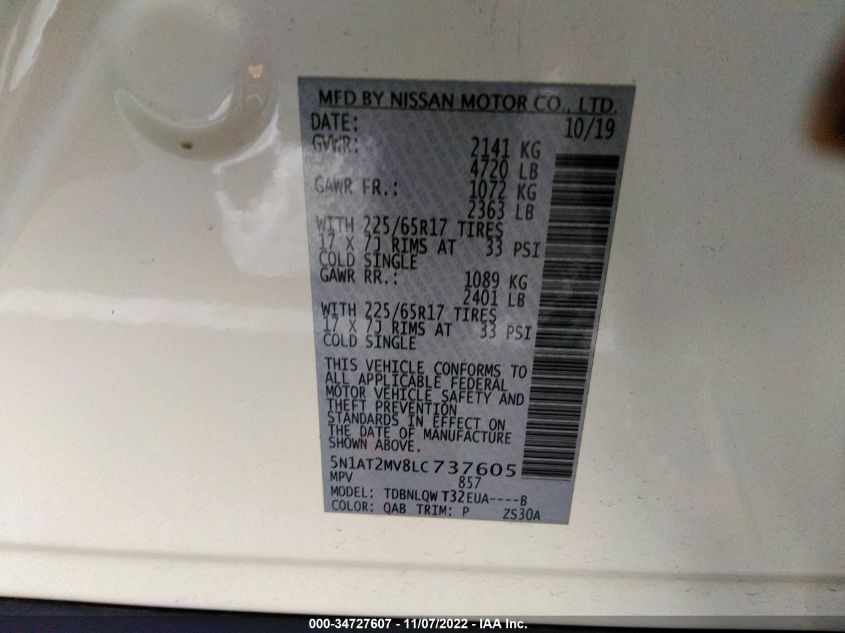 MFD BY NISSAN MOTOR CO., LTD.
DATE: 10/19
GVWR: 2141 KG
4720 LB
GAWR FR.: 1072 KG
2363 LB
WITH 225/65R17 TIRES
17 X 7J RIMS AT 33 PSI
COLD SINGLE
GAWR RR.: 1089 KG
2401 LB
WITH 225/65R17 TIRES
17 X 7J RIMS AT 33 PSI
COLD SINGLE
THIS VEHICLE CONFORMS TO
ALL APPLICABLE FEDERAL
MOTOR VEHICLE SAFETY AND
THEFT PREVENTION
STANDARDS IN EFFECT ON
THE DATE OF MANUFACTURE
SHOWN ABOVE.
5N1AT2MV8LC737605
MPV 857
MODEL: TDBNLQWT32EUA----B
COLOR: QAB TRIM: P ZS30A
000-34727607 - 11/07/2022 - IAA Inc.